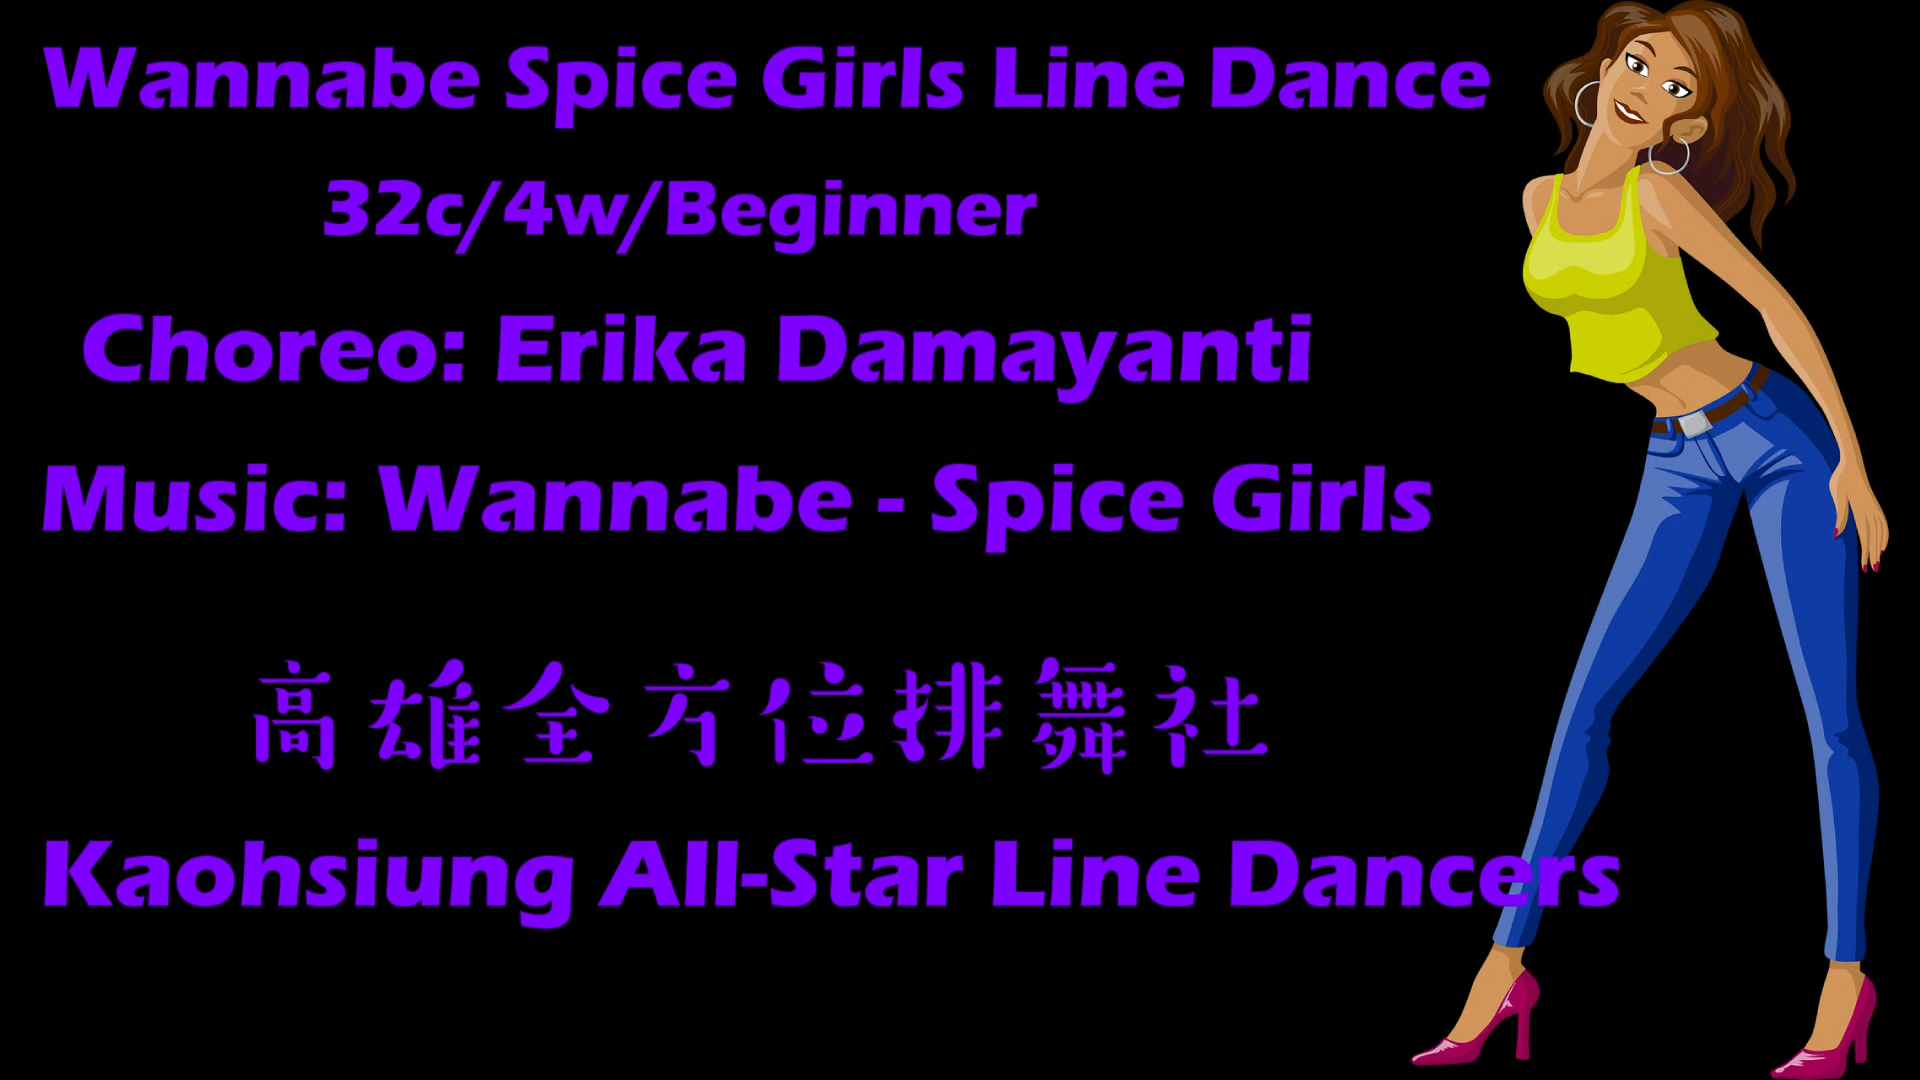 Wannabe Spice Girls Line Dance
32c/4w/Beginner
Choreo: Erika Damayanti
Music: Wannabe - Spice Girls
高雄全方位排舞社
Kaohsiung All-Star Line Dancers